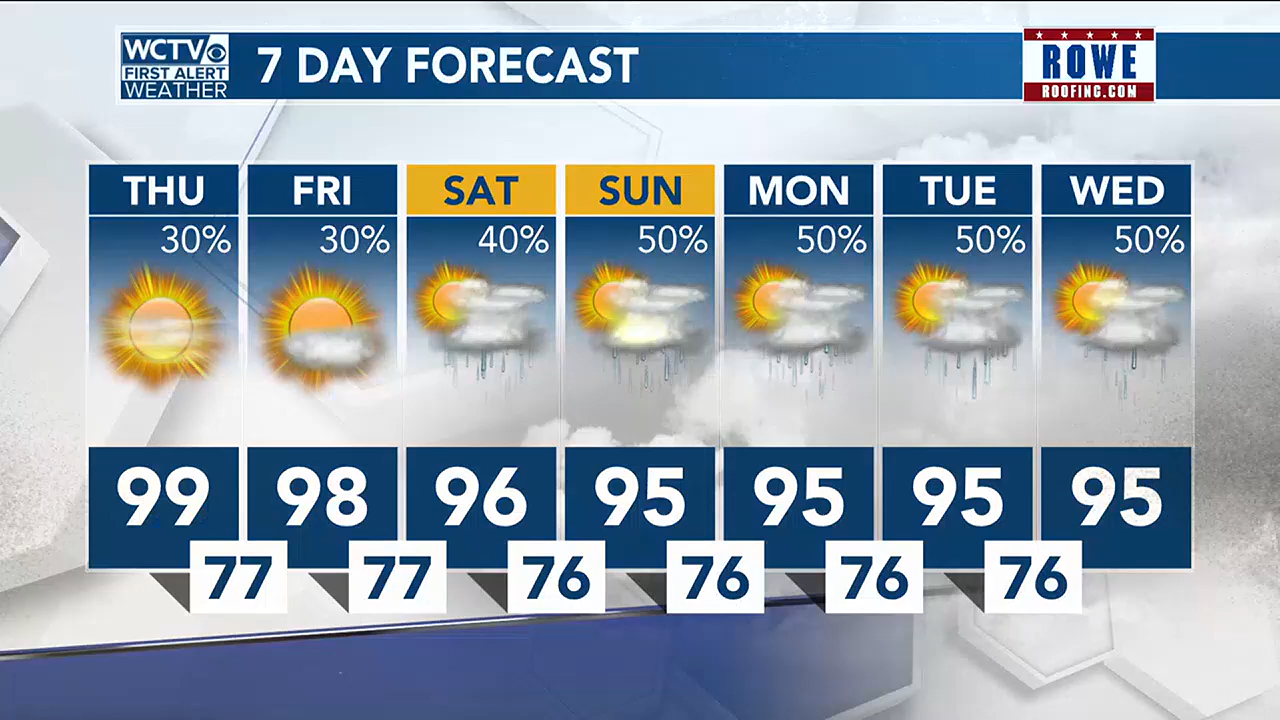 WCTV
FIRST ALERT
WEATHER
7 DAY FORECAST
ROWE
ROOFING.COM
THU FRI SAT SUN MON TUE WED
30% 30% 40% 50% 50% 50% 50%
99 98 96 95 95 95 95
77 77 76 76 76 76